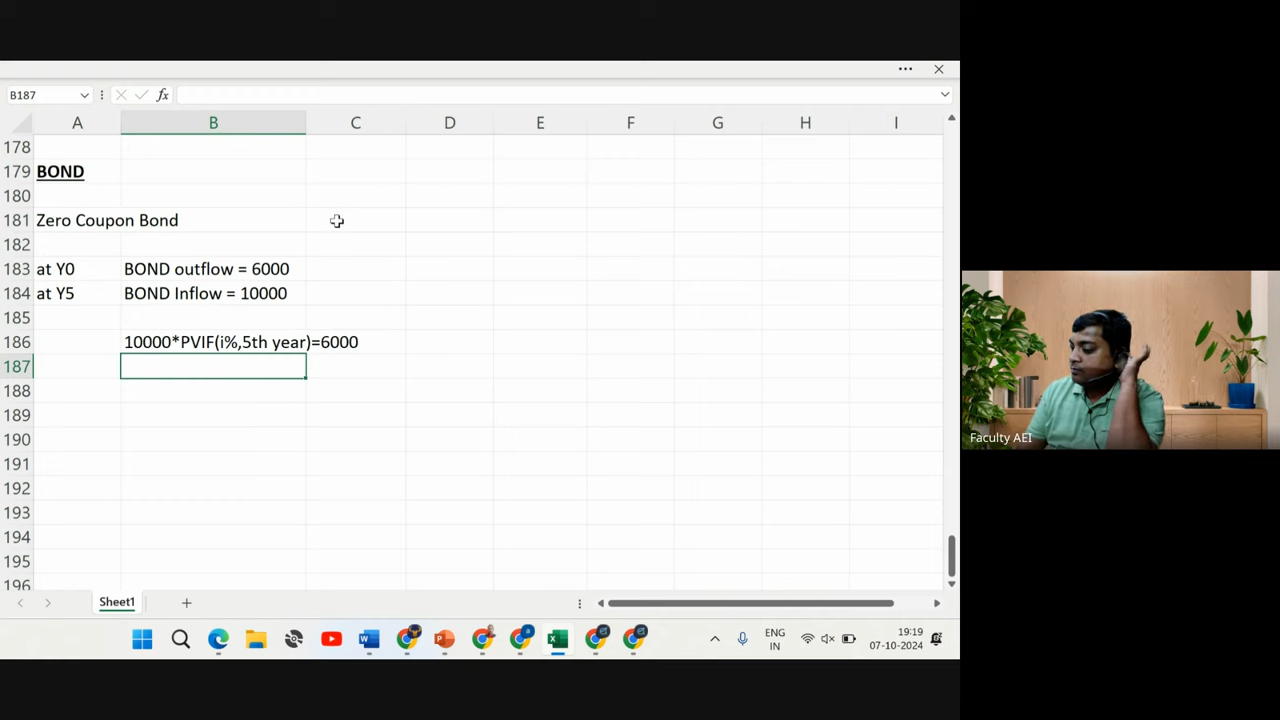 B187
fx
A B C D E F G H I
178
179 BOND
180
181 Zero Coupon Bond
182
183 at Y0 BOND outflow = 6000
184 at Y5 BOND Inflow = 10000
185
186 10000*PVIF(i%,5th year)=6000
187
188
189
190
191
192
193
194
195
196
Faculty AEI
Sheet1
ENG 19:19
IN 07-10-2024